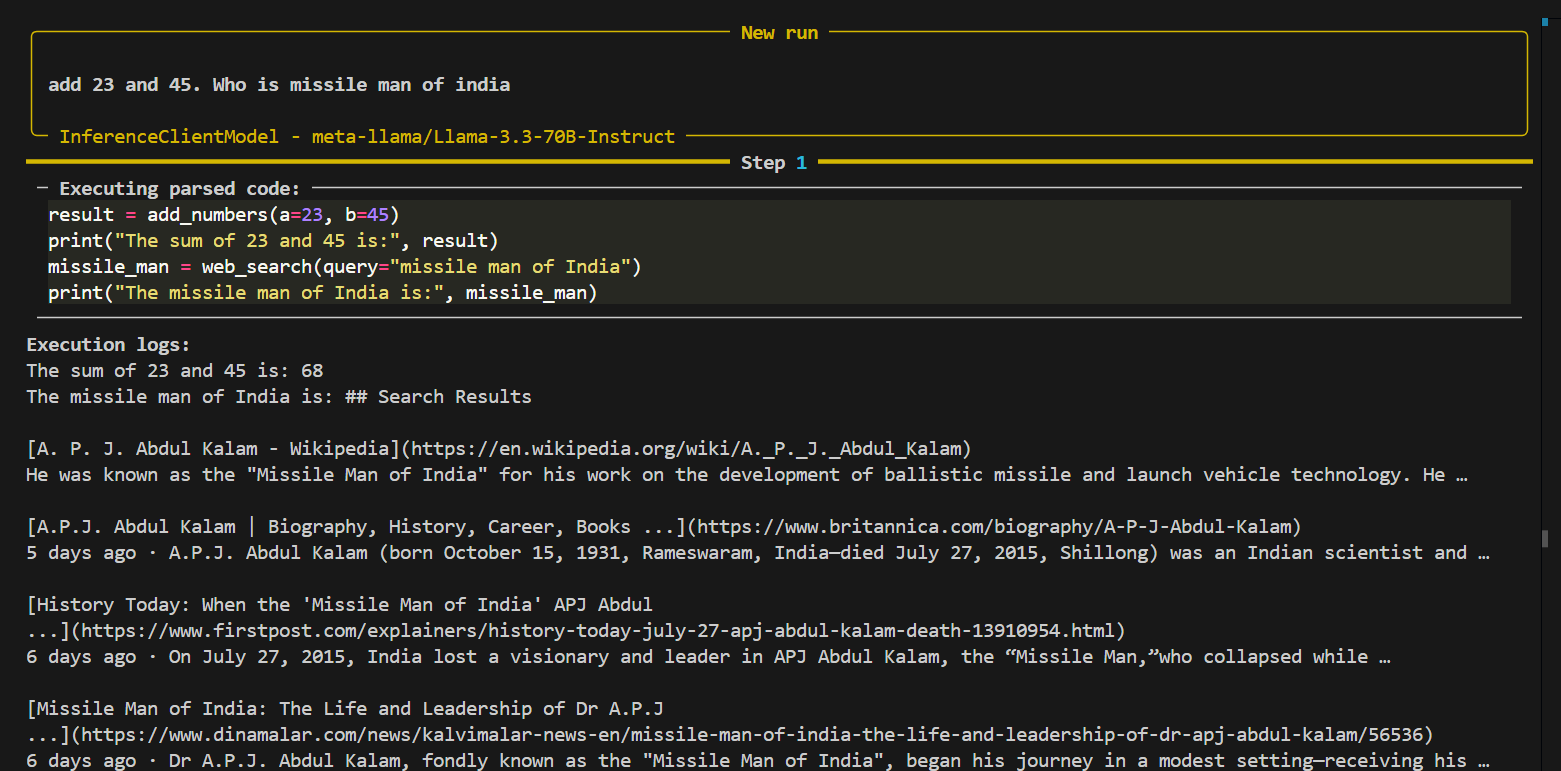 New run
add 23 and 45. Who is missile man of india
InferenceClientModel - meta-llama/Llama-3.3-70B-Instruct
Step 1
Executing parsed code:
result = add_numbers(a=23, b=45)
print("The sum of 23 and 45 is:", result)
missile_man = web_search(query="missile man of India")
print("The missile man of India is:", missile_man)
Execution logs:
The sum of 23 and 45 is: 68
The missile man of India is: ## Search Results
[A. P. J. Abdul Kalam - Wikipedia](https://en.wikipedia.org/wiki/A._P._J._Abdul_Kalam)
He was known as the "Missile Man of India" for his work on the development of ballistic missile and launch vehicle technology. He …
[A.P.J. Abdul Kalam | Biography, History, Career, Books ...](https://www.britannica.com/biography/A-P-J-Abdul-Kalam)
5 days ago · A.P.J. Abdul Kalam (born October 15, 1931, Rameswaram, India—died July 27, 2015, Shillong) was an Indian scientist and …
[History Today: When the 'Missile Man of India' APJ Abdul
...](https://www.firstpost.com/explainers/history-today-july-27-apj-abdul-kalam-death-13910954.html)
6 days ago · On July 27, 2015, India lost a visionary and leader in APJ Abdul Kalam, the “Missile Man,”who collapsed while …
[Missile Man of India: The Life and Leadership of Dr A.P.J
...](https://www.dinamalar.com/news/kalvimalar-news-en/missile-man-of-india-the-life-and-leadership-of-dr-apj-abdul-kalam/56536)
6 days ago · Dr A.P.J. Abdul Kalam, fondly known as the "Missile Man of India", began his journey in a modest setting—receiving his …